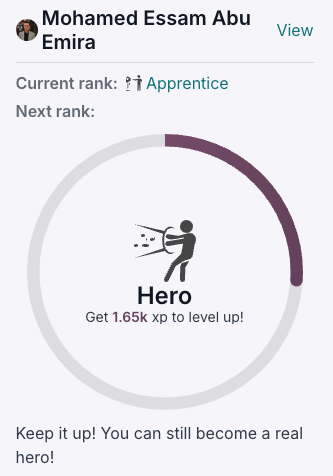 Mohamed Essam Abu
Emira
View
Current rank: Apprentice
Next rank:
Hero
Get 1.65k xp to level up!
Keep it up! You can still become a real
hero!